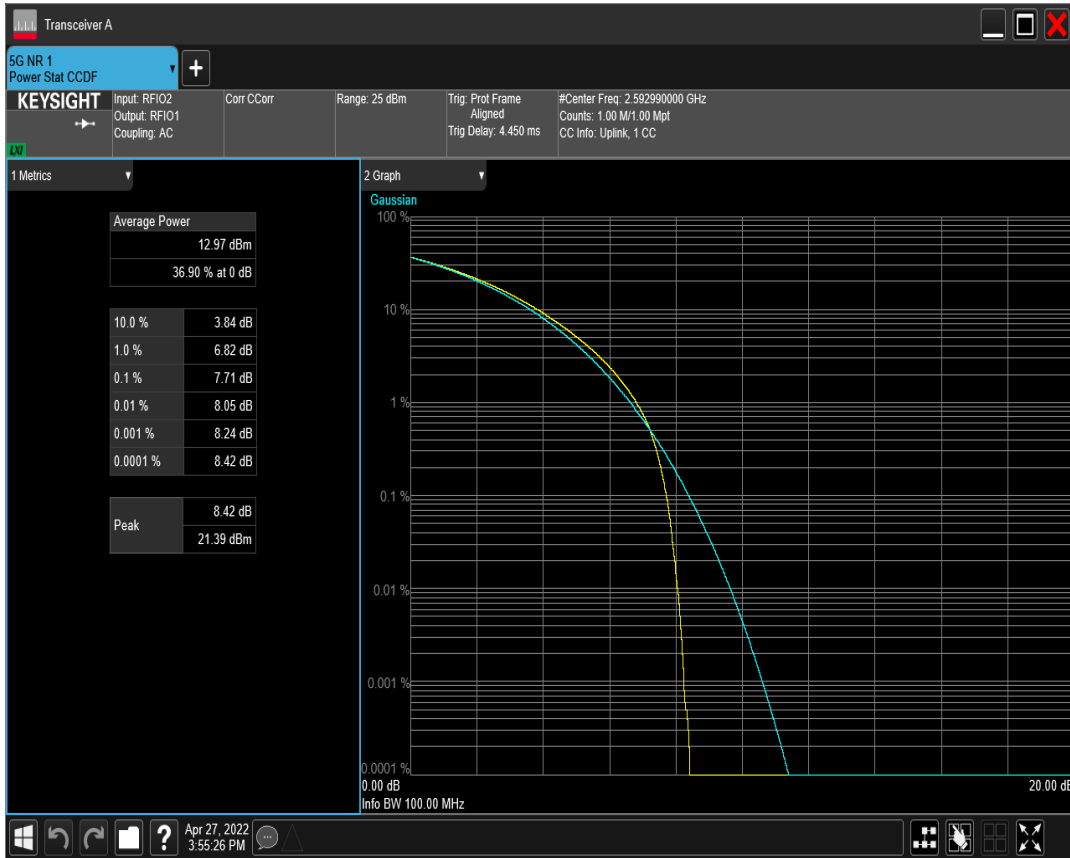 Transceiver A
5G NR 1
Power Stat CCDF
KEYSIGHT
LXI
Input: RFIO2
Output: RFIO1
Coupling: AC
Corr CCorr
Range: 25 dBm
Trig: Prot Frame
Aligned
Trig Delay: 4.450 ms
#Center Freq: 2.592990000 GHz
Counts: 1.00 M/1.00 Mpt
CC Info: Uplink, 1 CC
1 Metrics
Average Power
12.97 dBm
36.90 % at 0 dB
10.0 % 3.84 dB
1.0 % 6.82 dB
0.1 % 7.71 dB
0.01 % 8.05 dB
0.001 % 8.24 dB
0.0001 % 8.42 dB
Peak
8.42 dB
21.39 dBm
2 Graph
Gaussian
100 %
10 %
1 %
0.1 %
0.01 %
0.001 %
0.0001 %
0.00 dB 20.00 dB
Info BW 100.00 MHz
? Apr 27, 2022
3:55:26 PM